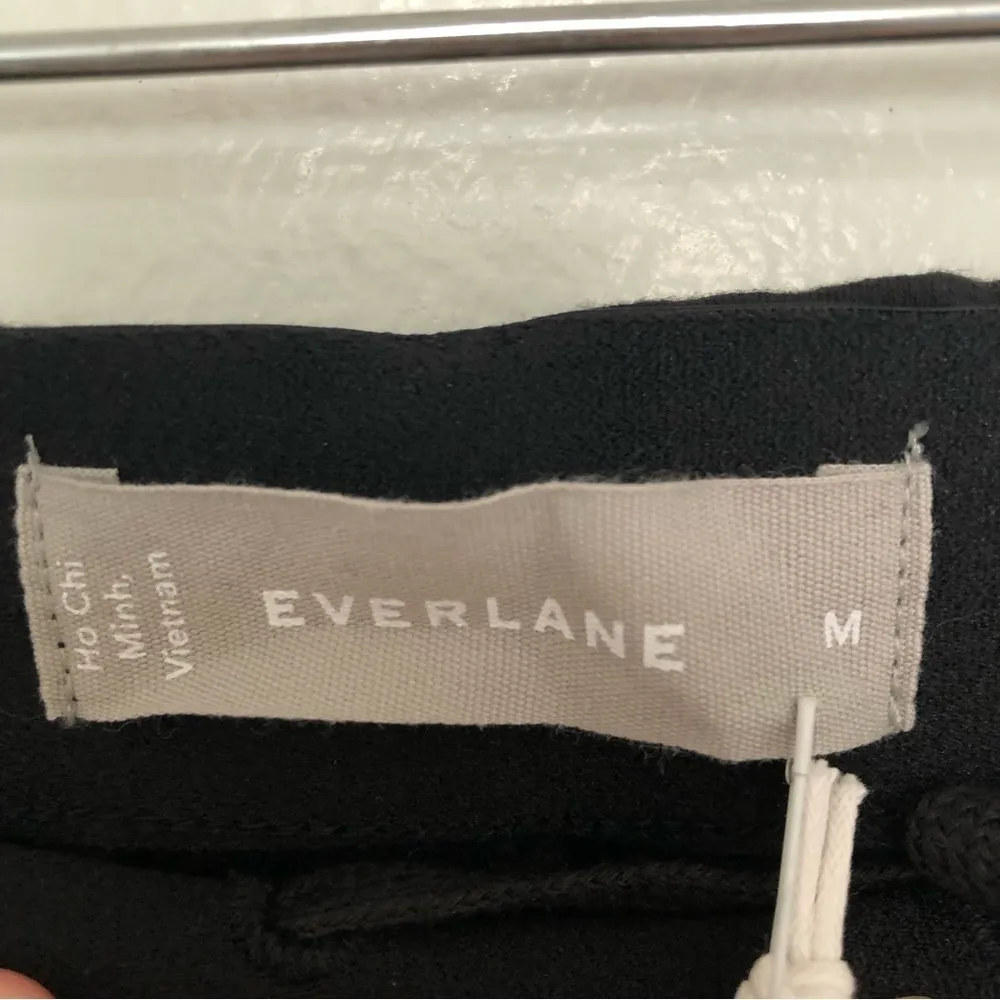 Ho Chi
Minh,
Vietnam
EVERLANE
M